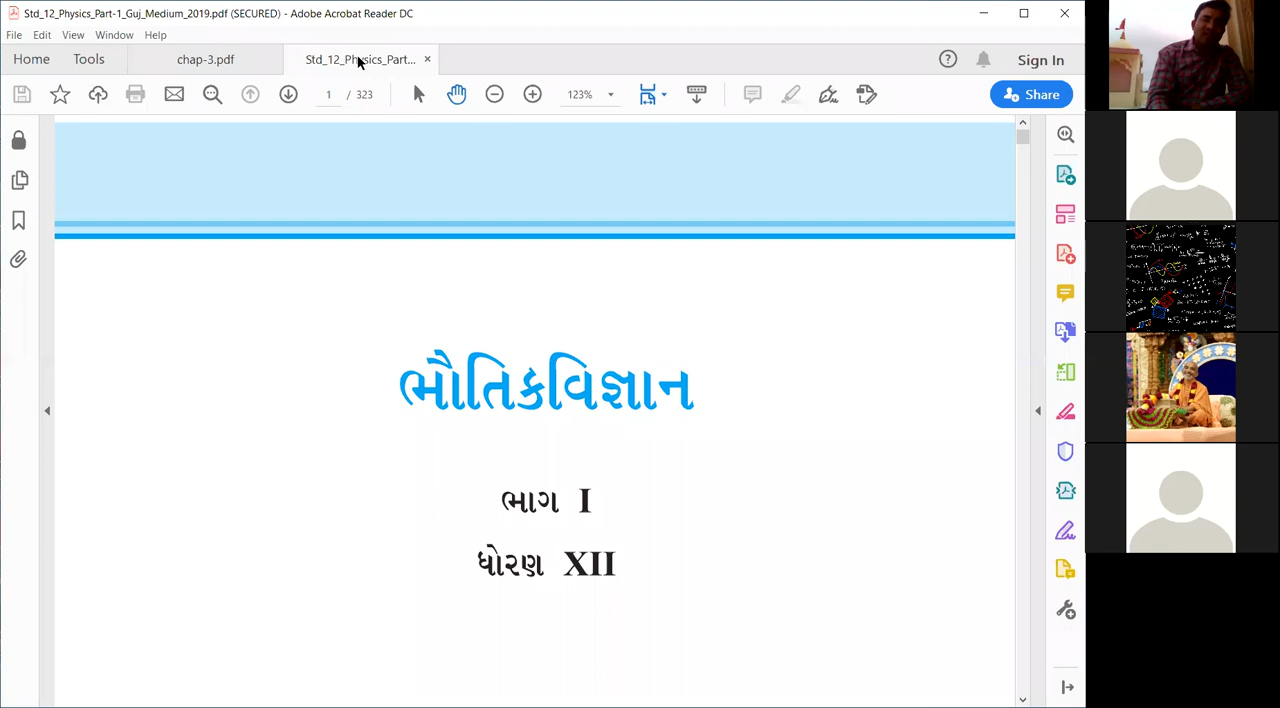 Std_12_Physics_Part-1_Guj_Medium_2019.pdf (SECURED) - Adobe Acrobat Reader DC
File Edit View Window Help
Home Tools chap-3.pdf Std_12_Physics_Part... × Sign In
1 / 323 123% Share
ભૌતિકવિજ્ઞાન
ભાગ I
ધોરણ XII